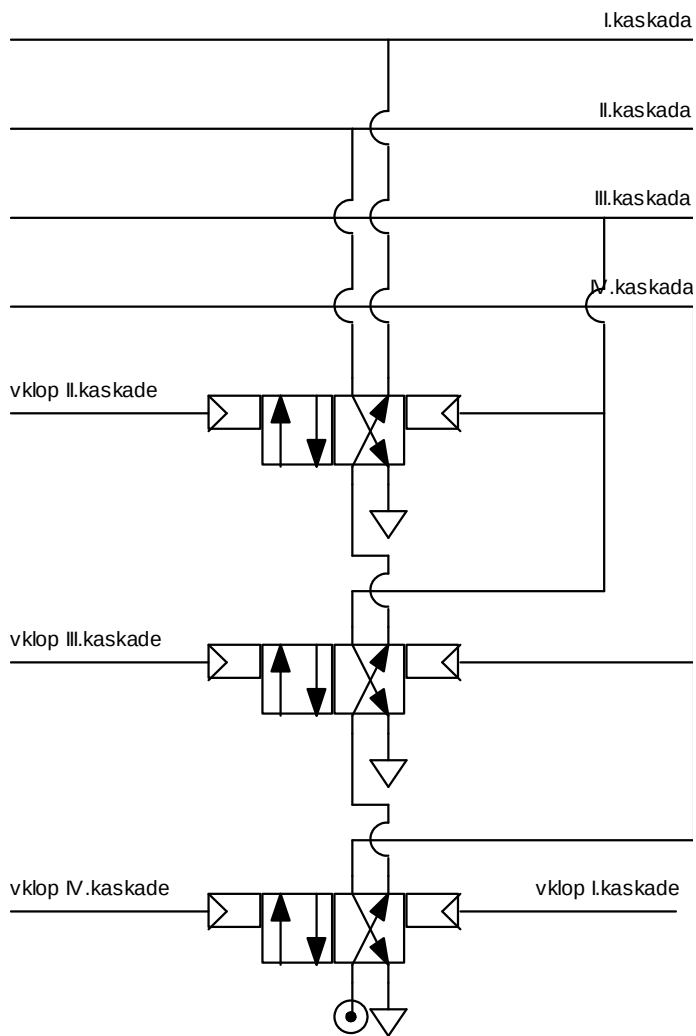 I.kaskada
II.kaskada
III.kaskada
IV.kaskada
vklop II.kaskade
vklop III.kaskade
vklop IV.kaskade
vklop I.kaskade